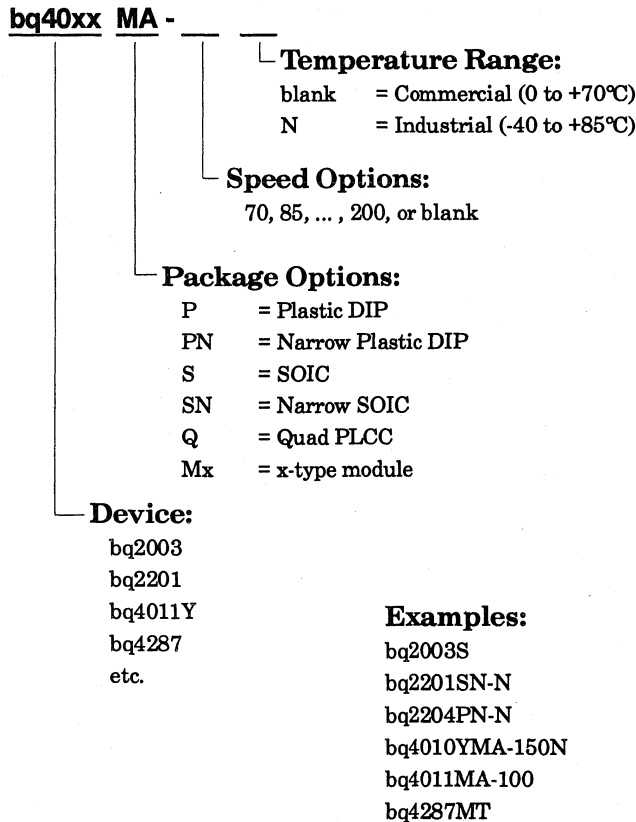 bq40xx MA -
Temperature Range:
blank = Commercial (0 to +70°C)
N = Industrial (-40 to +85°C)
Speed Options:
70, 85, ... , 200, or blank
Package Options:
P = Plastic DIP
PN = Narrow Plastic DIP
S = SOIC
SN = Narrow SOIC
Q = Quad PLCC
Mx = x-type module
Device:
bq2003
bq2201
bq4011Y
bq4287
etc.
Examples:
bq2003S
bq2201SN-N
bq2204PN-N
bq4010YMA-150N
bq4011MA-100
bq4287MT